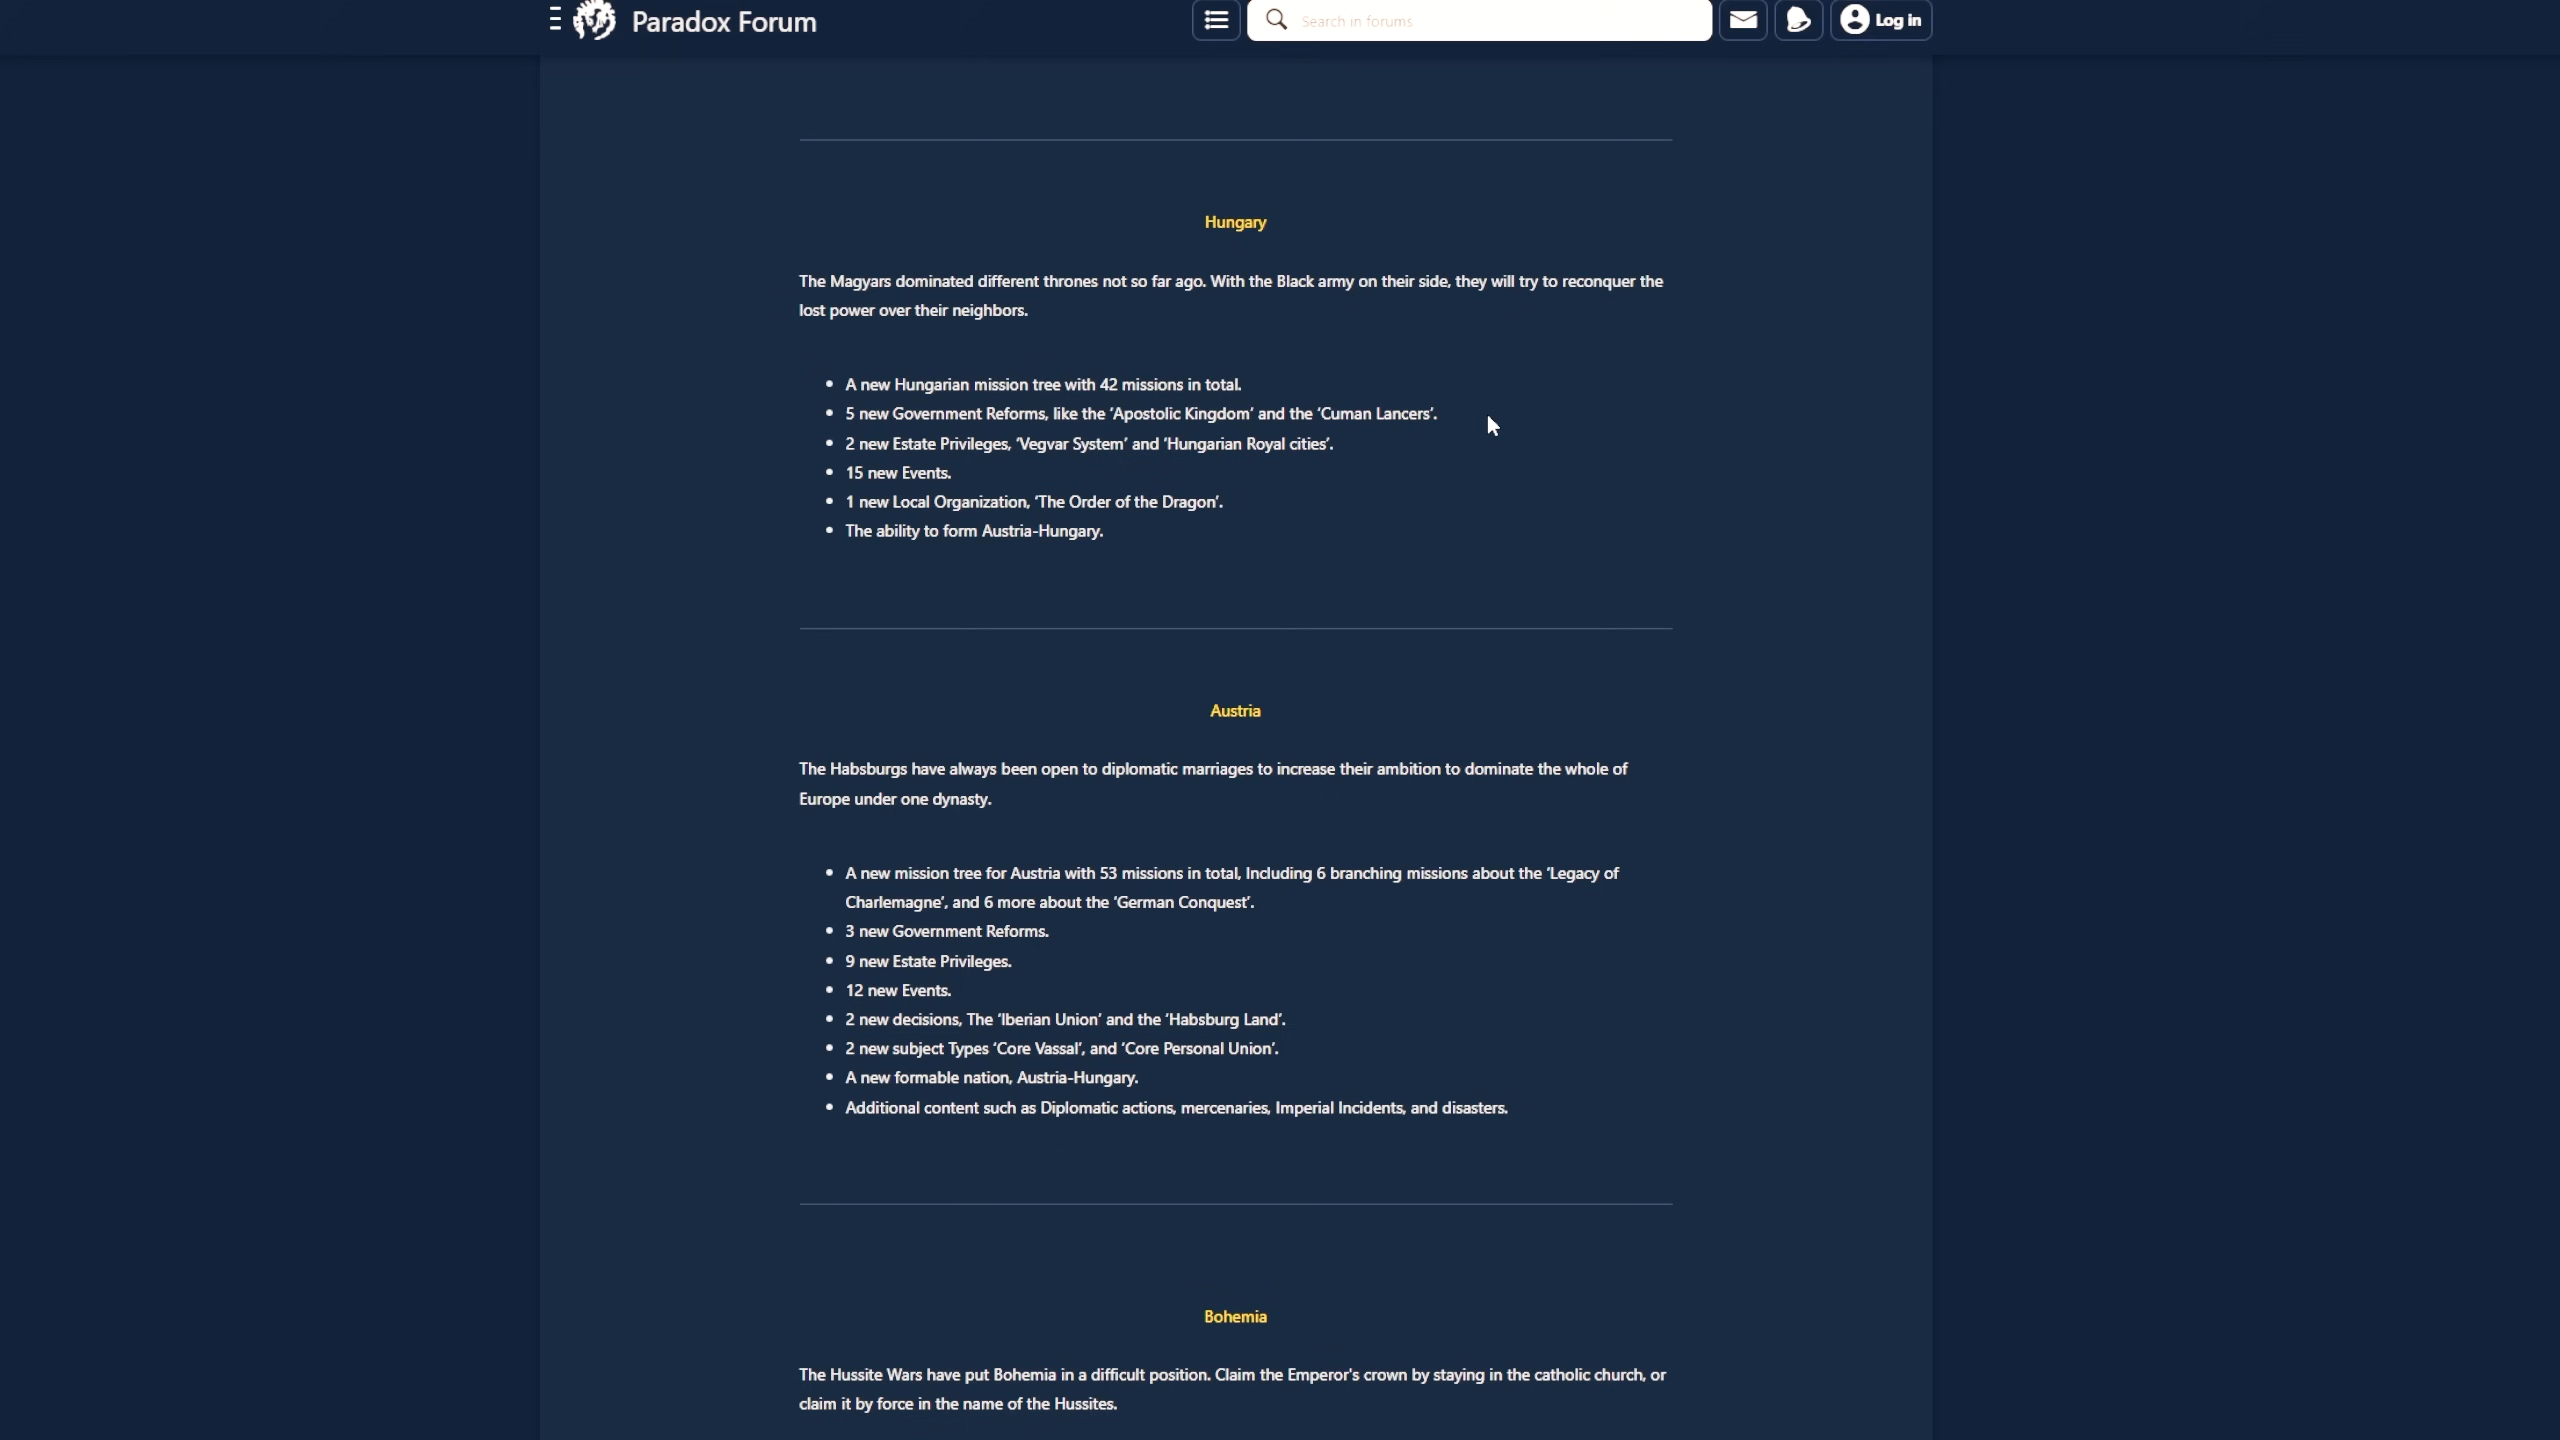 Paradox Forum
Search in forums
Log in
Hungary
The Magyars dominated different thrones not so far ago. With the Black army on their side, they will try to reconquer the
lost power over their neighbors.
• A new Hungarian mission tree with 42 missions in total.
• 5 new Government Reforms, like the ‘Apostolic Kingdom’ and the ‘Cuman Lancers’.
• 2 new Estate Privileges, ‘Vegvar System’ and ‘Hungarian Royal cities’.
• 15 new Events.
• 1 new Local Organization, ‘The Order of the Dragon’.
• The ability to form Austria-Hungary.
Austria
The Habsburgs have always been open to diplomatic marriages to increase their ambition to dominate the whole of
Europe under one dynasty.
• A new mission tree for Austria with 53 missions in total, Including 6 branching missions about the ‘Legacy of
Charlemagne’, and 6 more about the ‘German Conquest’.
• 3 new Government Reforms.
• 9 new Estate Privileges.
• 12 new Events.
• 2 new decisions, The ‘Iberian Union’ and the ‘Habsburg Land’.
• 2 new subject Types ‘Core Vassal’, and ‘Core Personal Union’.
• A new formable nation, Austria-Hungary.
• Additional content such as Diplomatic actions, mercenaries, Imperial Incidents, and disasters.
Bohemia
The Hussite Wars have put Bohemia in a difficult position. Claim the Emperor's crown by staying in the catholic church, or
claim it by force in the name of the Hussites.